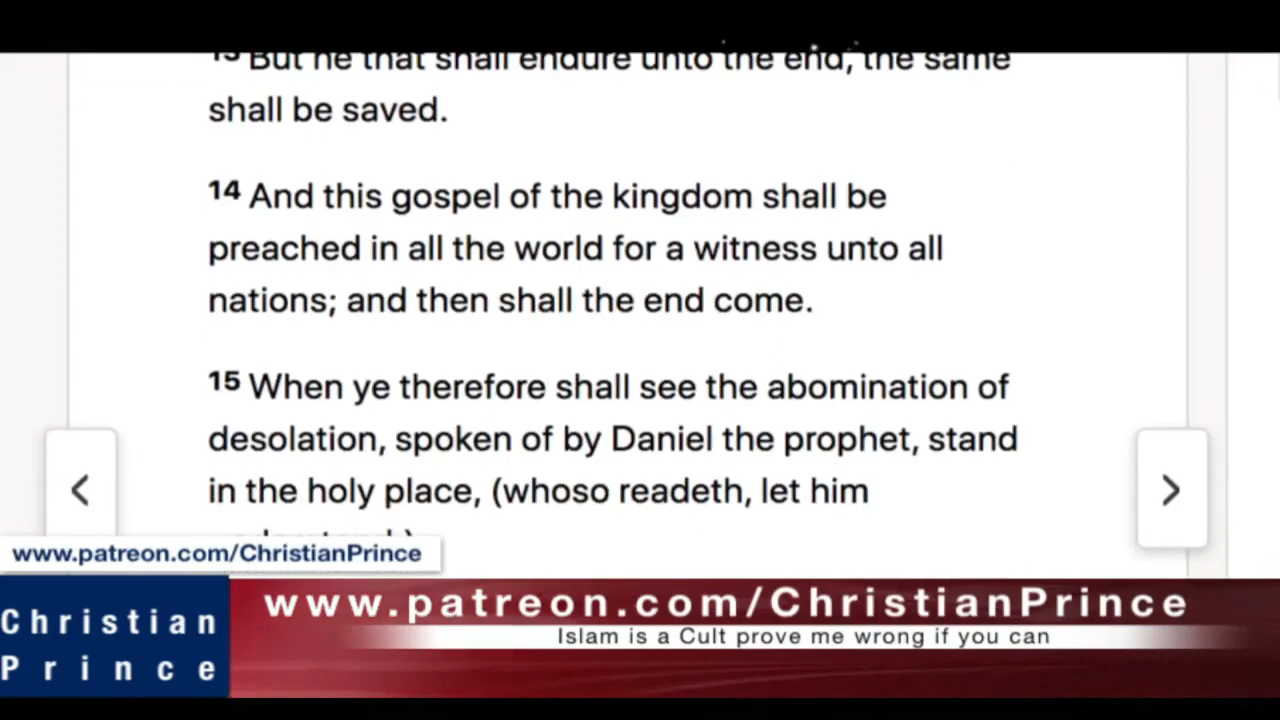 13 But he that shall endure unto the end, the same
shall be saved.
14 And this gospel of the kingdom shall be
preached in all the world for a witness unto all
nations; and then shall the end come.
15 When ye therefore shall see the abomination of
desolation, spoken of by Daniel the prophet, stand
in the holy place, (whoso readeth, let him
www.patreon.com/ChristianPrince
www.patreon.com/ChristianPrince
Islam is a Cult prove me wrong if you can
Christian
Prince